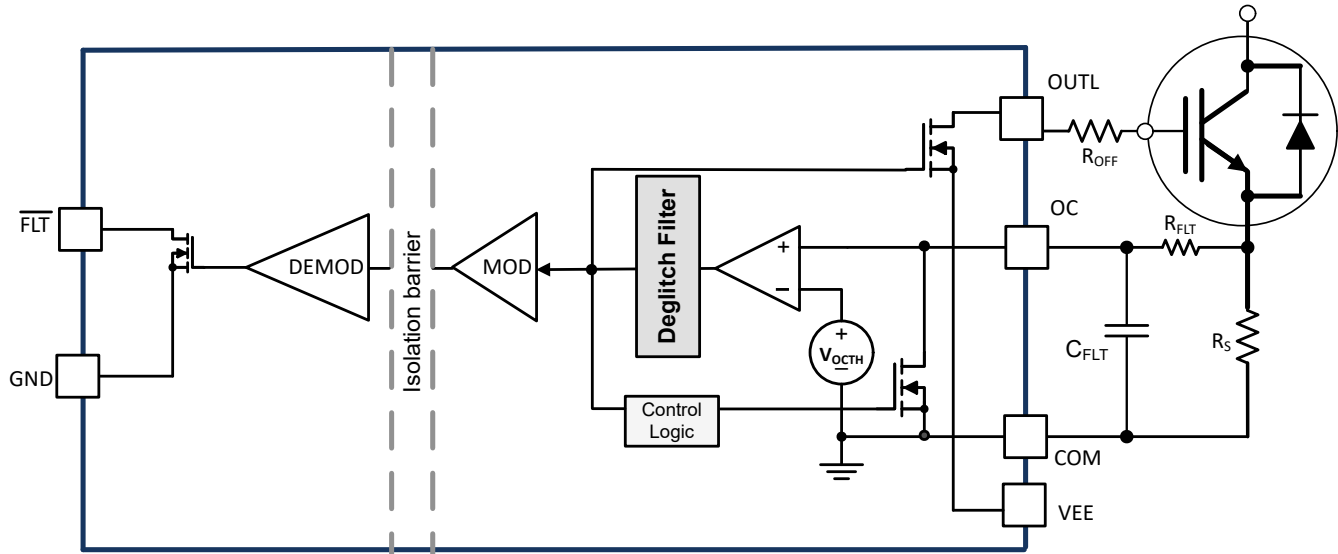 OUTL
R_OFF
FLT
DEMOD
Isolation barrier
MOD
Deglitch Filter
+
−
+
V_OCTH
−
OC
R_FLT
C_FLT
R_S
GND
Control
Logic
COM
VEE